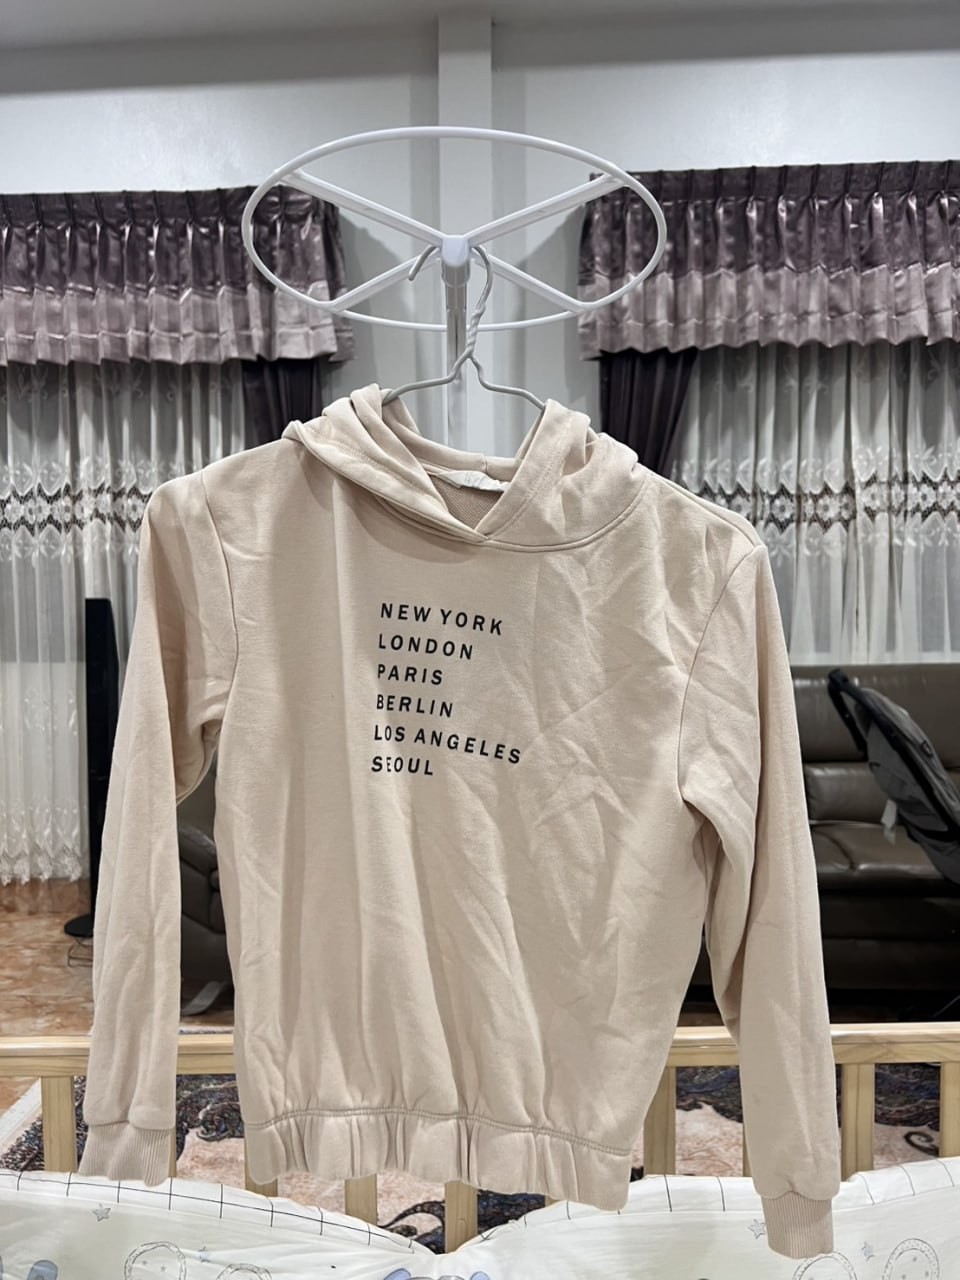 NEW YORK
LONDON
PARIS
BERLIN
LOS ANGELES
SEOUL